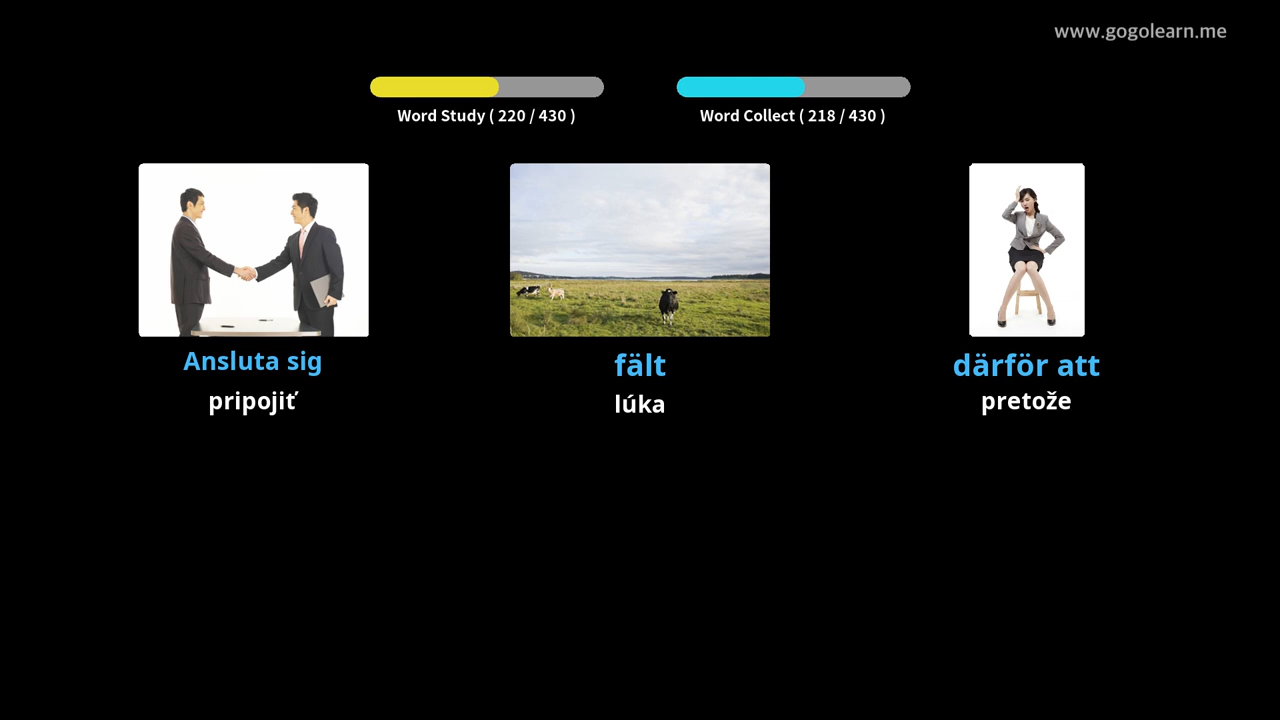 www.gogolearn.me
Word Study ( 220 / 430 )
Word Collect ( 218 / 430 )
Ansluta sig
pripojiť
fält
lúka
därför att
pretože